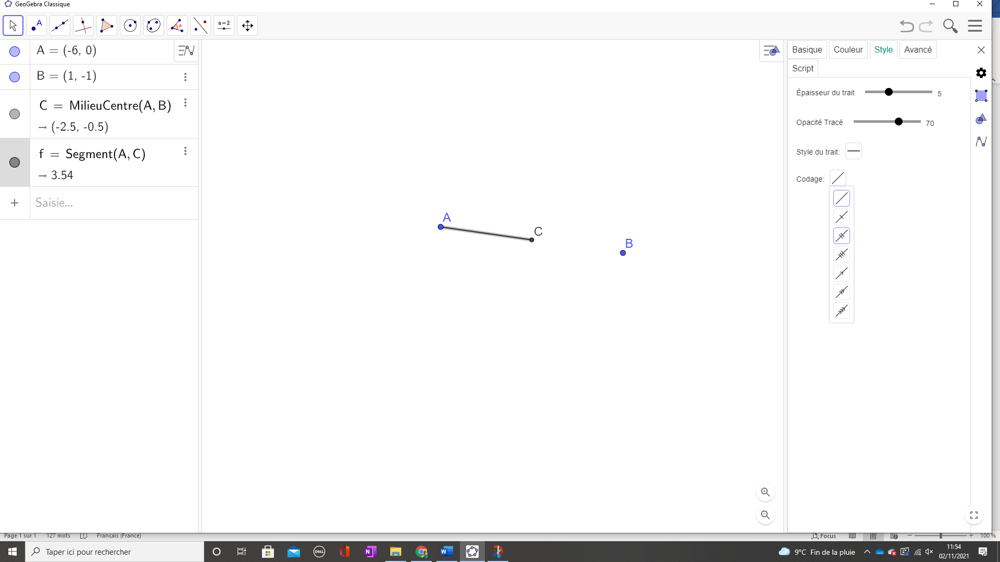 GeoGebra Classique
A
a=2
A = (-6, 0)
B = (1, -1)
C = MilieuCentre(A, B)
→ (-2.5, -0.5)
f = Segment(A, C)
→ 3.54
+ Saisie...
A
C
B
Basique
Couleur
Style
Avancé
Script
Épaisseur du trait
5
Opacité Tracé
70
Style du trait:
Codage:
Page 1 sur 1
127 mots
Français (France)
Focus
100 %
Taper ici pour rechercher
DELL
9°C Fin de la pluie
11:54
02/11/2021